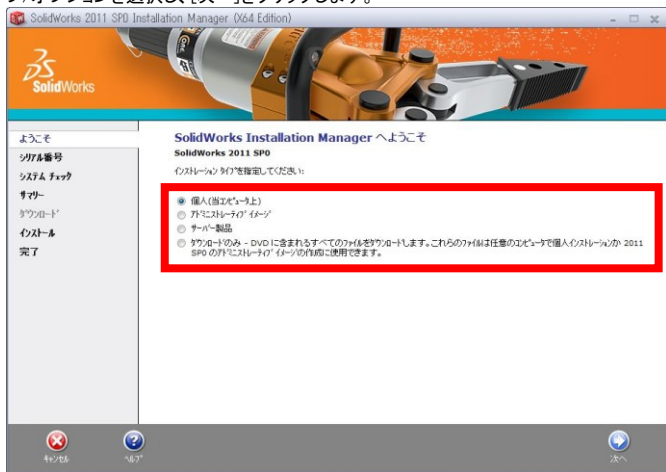 ン/オプションを選択し、[次へ]をクリックします。
SolidWorks 2011 SP0 Installation Manager (X64 Edition)
SolidWorks
ようこそ
シリアル番号
システム チェック
サマリー
ダウンロード
インストール
完了
SolidWorks Installation Manager へようこそ
SolidWorks 2011 SP0
インストレーション タイプを指定してください:
個人(当コンピュータ上)
アドミニストレーティブ イメージ
サーバー製品
ダウンロードのみ - DVD に含まれるすべてのファイルをダウンロードします。これらのファイルは任意のコンピュータで個人インストレーションか 2011
SP0 のアドミニストレーティブ イメージの作成に使用できます。
キャンセル
ヘルプ
次へ